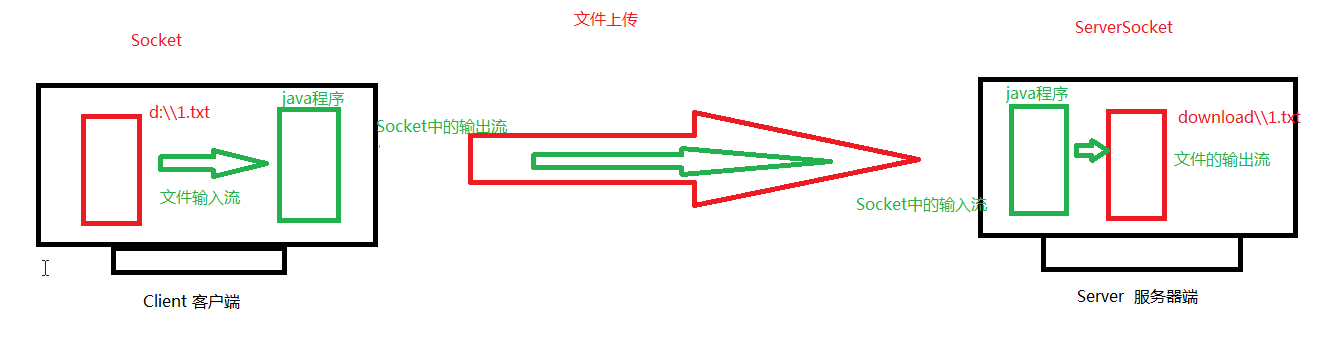 文件上传
Socket
ServerSocket
java程序
d:\\1.txt
Socket中的输出流
文件输入流
java程序
download\\1.txt
文件的输出流
Socket中的输入流
Client 客户端
Server 服务器端